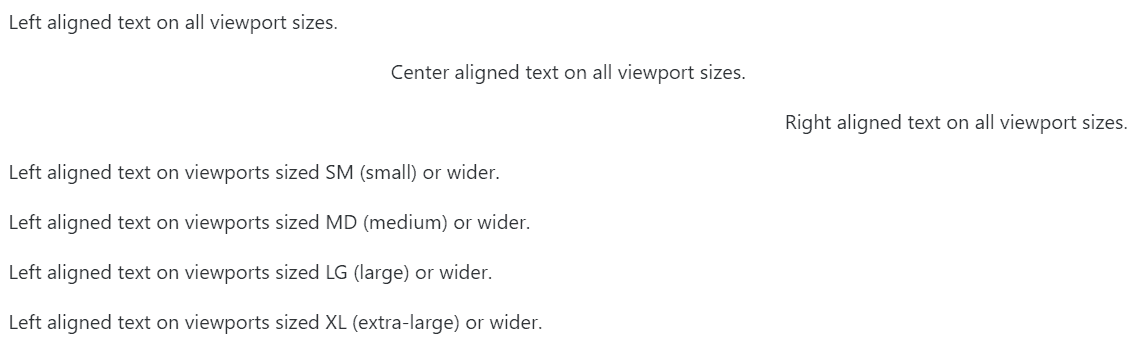 Left aligned text on all viewport sizes.
Center aligned text on all viewport sizes.
Right aligned text on all viewport sizes.
Left aligned text on viewports sized SM (small) or wider.
Left aligned text on viewports sized MD (medium) or wider.
Left aligned text on viewports sized LG (large) or wider.
Left aligned text on viewports sized XL (extra-large) or wider.